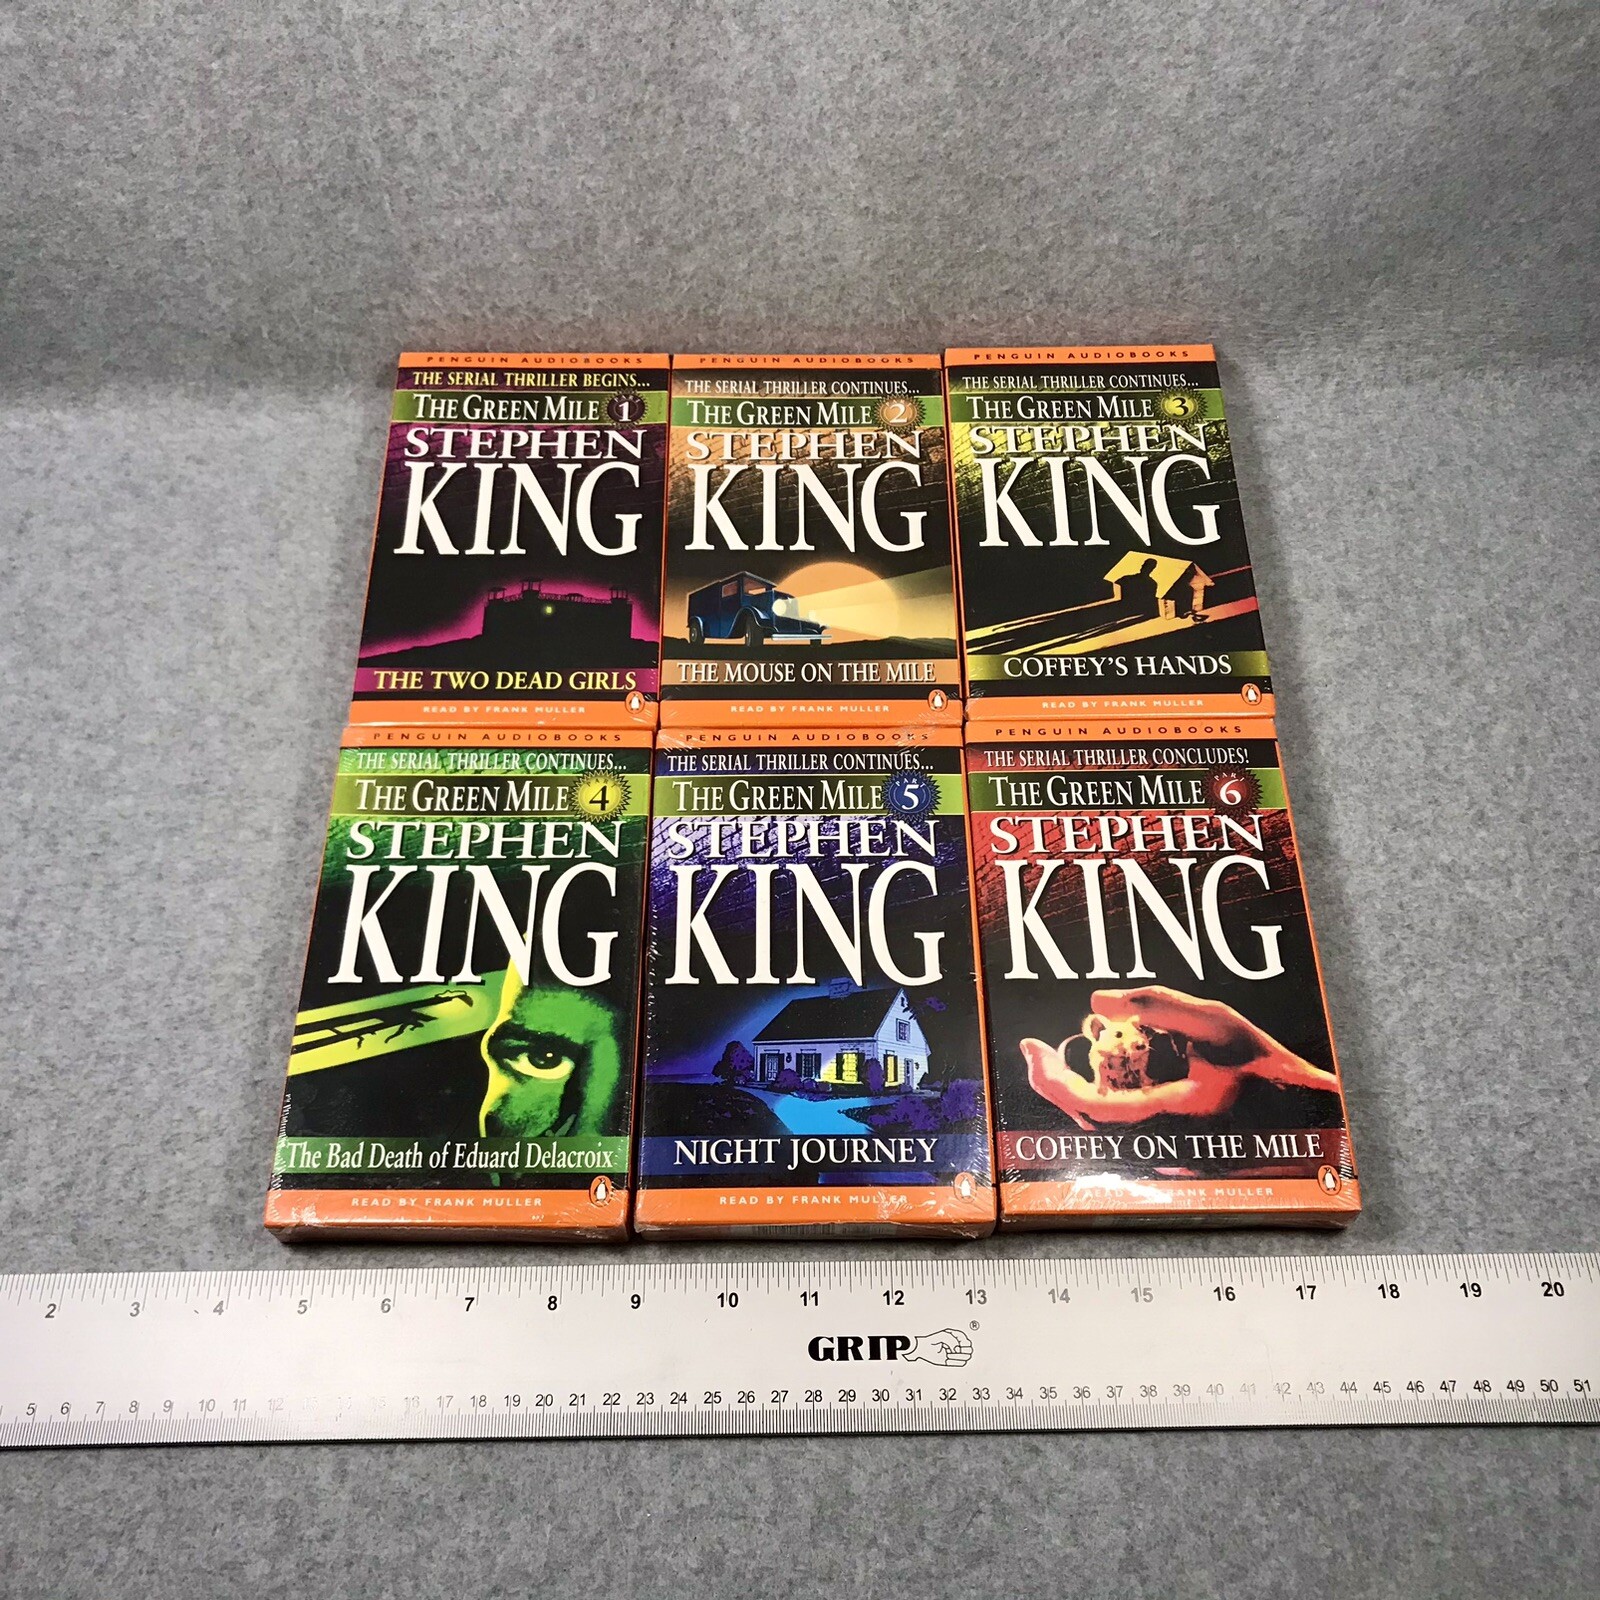 PENGUIN AUDIOBOOKS
THE SERIAL THRILLER BEGINS...
THE GREEN MILE 1
STEPHEN
KING
THE TWO DEAD GIRLS
READ BY FRANK MULLER
PENGUIN AUDIOBOOKS
THE SERIAL THRILLER CONTINUES...
THE GREEN MILE 2
STEPHEN
KING
THE MOUSE ON THE MILE
READ BY FRANK MULLER
PENGUIN AUDIOBOOKS
THE SERIAL THRILLER CONTINUES...
THE GREEN MILE 3
STEPHEN
KING
COFFEY'S HANDS
READ BY FRANK MULLER
PENGUIN AUDIOBOOKS
THE SERIAL THRILLER CONTINUES...
THE GREEN MILE 4
STEPHEN
KING
The Bad Death of Eduard Delacroix
READ BY FRANK MULLER
PENGUIN AUDIOBOOKS
THE SERIAL THRILLER CONTINUES...
PART
THE GREEN MILE 5
STEPHEN
KING
NIGHT JOURNEY
READ BY FRANK MULLER
PENGUIN AUDIOBOOKS
THE SERIAL THRILLER CONCLUDES!
PART
THE GREEN MILE 6
STEPHEN
KING
COFFEY ON THE MILE
READ BY FRANK MULLER
2 3 4 5 6 7 8 9 10 11 12 13 14 15 16 17 18 19 20
GRIP ®
5 6 7 8 9 10 11 12 17 18 19 20 21 22 23 24 25 26 27 28 29 30 31 32 33 34 35 36 37 38 39 40 41 42 43 44 45 46 47 48 49 50 51